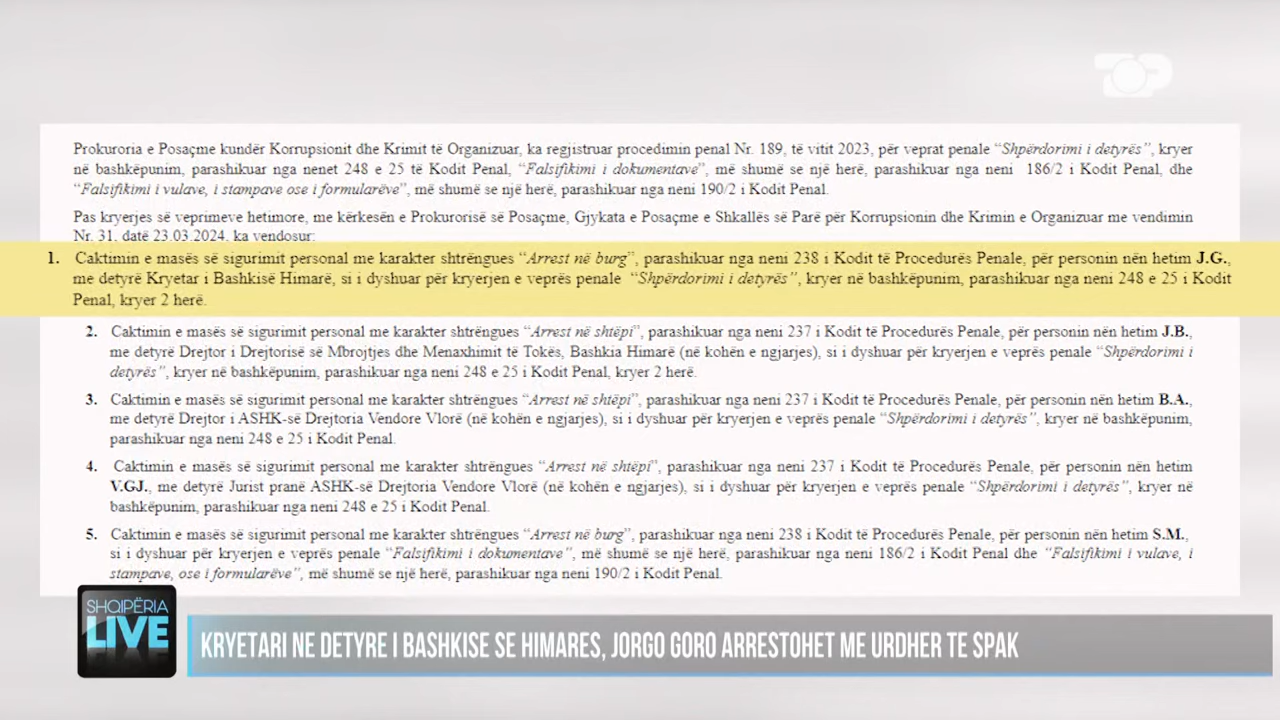 TOP
Prokuroria e Posaçme kundër Korrupsionit dhe Krimit të Organizuar, ka regjistruar procedimin penal Nr. 189, të vitit 2023, për veprat penale “Shpërdorimi i detyrës”, kryer
në bashkëpunim, parashikuar nga nenet 248 e 25 të Kodit Penal, “Falsifikimi i dokumentave”, më shumë se një herë, parashikuar nga neni 186/2 i Kodit Penal, dhe
“Falsifikimi i vulave, i stampave ose i formularëve”, më shumë se një herë, parashikuar nga neni 190/2 i Kodit Penal.
Pas kryerjes së veprimeve hetimore, me kërkesën e Prokurorisë së Posaçme, Gjykata e Posaçme e Shkallës së Parë për Korrupsionin dhe Krimin e Organizuar me vendimin
Nr. 31, datë 23.03.2024, ka vendosur:
1. Caktimin e masës së sigurimit personal me karakter shtrëngues “Arrest në burg”, parashikuar nga neni 238 i Kodit të Procedurës Penale, për personin nën hetim J.G.,
me detyrë Kryetar i Bashkisë Himarë, si i dyshuar për kryerjen e veprës penale “Shpërdorimi i detyrës”, kryer në bashkëpunim, parashikuar nga neni 248 e 25 i Kodit
Penal, kryer 2 herë.
2. Caktimin e masës së sigurimit personal me karakter shtrëngues “Arrest në shtëpi”, parashikuar nga neni 237 i Kodit të Procedurës Penale, për personin nën hetim J.B.,
me detyrë Drejtor i Drejtorisë së Mbrojtjes dhe Menaxhimit të Tokës, Bashkia Himarë (në kohën e ngjarjes), si i dyshuar për kryerjen e veprës penale “Shpërdorimi i
detyrës”, kryer në bashkëpunim, parashikuar nga neni 248 e 25 i Kodit Penal, kryer 2 herë.
3. Caktimin e masës së sigurimit personal me karakter shtrëngues “Arrest në shtëpi”, parashikuar nga neni 237 i Kodit të Procedurës Penale, për personin nën hetim B.A.,
me detyrë Drejtor i ASHK-së Drejtoria Vendore Vlorë (në kohën e ngjarjes), si i dyshuar për kryerjen e veprës penale “Shpërdorimi i detyrës”, kryer në bashkëpunim,
parashikuar nga neni 248 e 25 i Kodit Penal.
4. Caktimin e masës së sigurimit personal me karakter shtrëngues “Arrest në shtëpi”, parashikuar nga neni 237 i Kodit të Procedurës Penale, për personin nën hetim
V.GJ., me detyrë Jurist pranë ASHK-së Drejtoria Vendore Vlorë (në kohën e ngjarjes), si i dyshuar për kryerjen e veprës penale “Shpërdorimi i detyrës”, kryer në
bashkëpunim, parashikuar nga neni 248 e 25 i Kodit Penal.
5. Caktimin e masës së sigurimit personal me karakter shtrëngues “Arrest në burg”, parashikuar nga neni 238 i Kodit të Procedurës Penale, për personin nën hetim S.M.,
si i dyshuar për kryerjen e veprës penale “Falsifikimi i dokumentave”, më shumë se një herë, parashikuar nga neni 186/2 i Kodit Penal dhe “Falsifikimi i vulave, i
stampave, ose i formularëve”, më shumë se një herë, parashikuar nga neni 190/2 i Kodit Penal.
SHQIPËRIA
LIVE
KRYETARI NE DETYRE I BASHKISE SE HIMARES, JORGO GORO ARRESTOHET ME URDHER TE SPAK